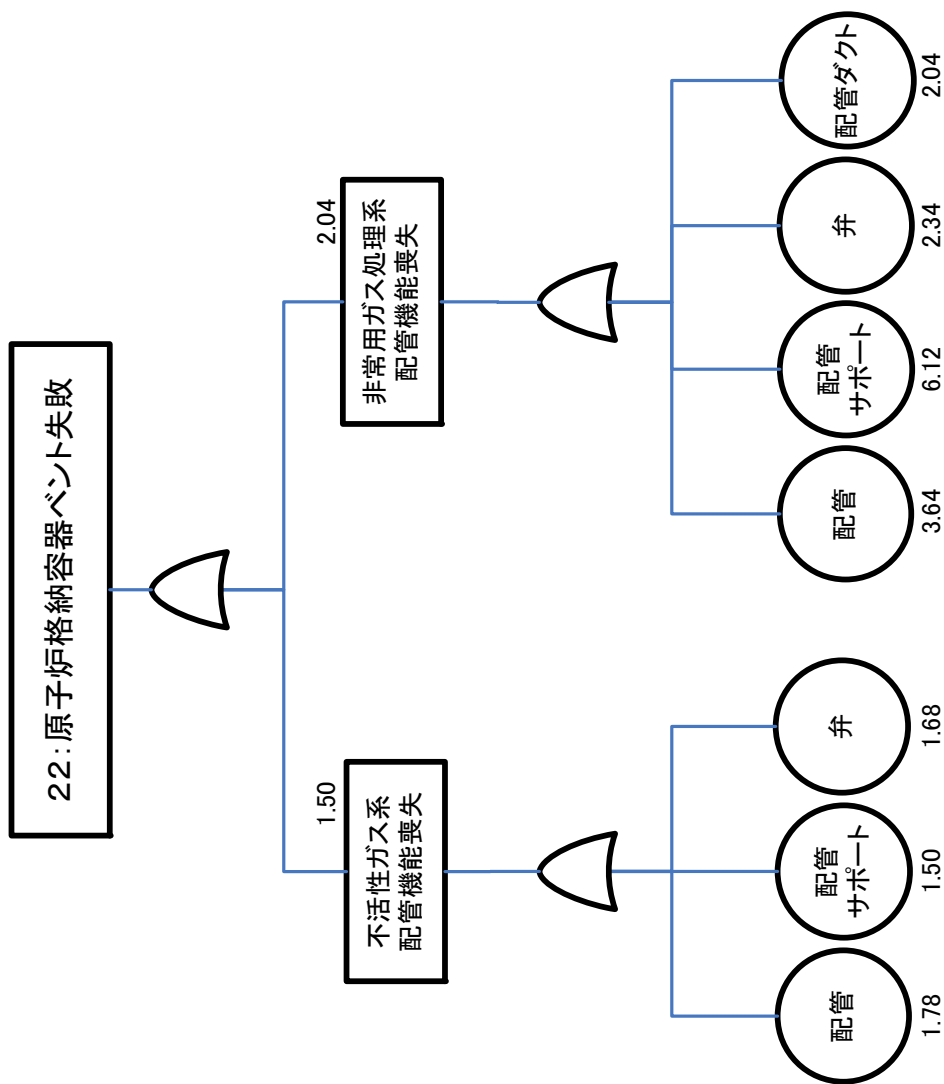 22:原子炉格納容器ベント失敗
1.50
不活性ガス系
配管機能喪失
2.04
非常用ガス処理系
配管機能喪失
配管
1.78
配管
サポート
1.50
弁
1.68
配管
3.64
配管
サポート
6.12
弁
2.34
配管ダクト
2.04